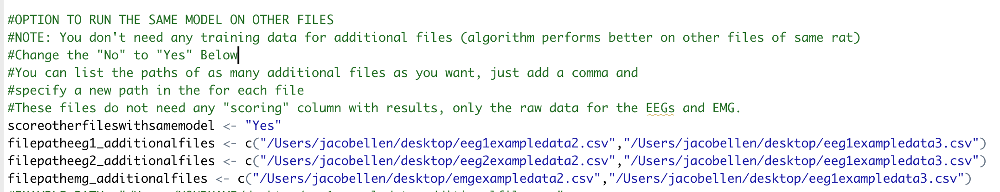 #OPTION TO RUN THE SAME MODEL ON OTHER FILES
#NOTE: You don't need any training data for additional files (algorithm performs better on other files of same rat)
#Change the "No" to "Yes" Below
#You can list the paths of as many additional files as you want, just add a comma and
#specify a new path in the for each file
#These files do not need any "scoring" column with results, only the raw data for the EEGs and EMG.
scoreotherfileswithsamemodel <- "Yes"
filepatheeg1_additionalfiles <- c("/Users/jacobellen/desktop/eeg1exampledata2.csv","/Users/jacobellen/desktop/eeg1exampledata3.csv")
filepatheeg2_additionalfiles <- c("/Users/jacobellen/desktop/eeg2exampledata2.csv","/Users/jacobellen/desktop/eeg1exampledata3.csv")
filepathemg_additionalfiles <- c("/Users/jacobellen/desktop/emgexampledata2.csv","/Users/jacobellen/desktop/eeg1exampledata3.csv")